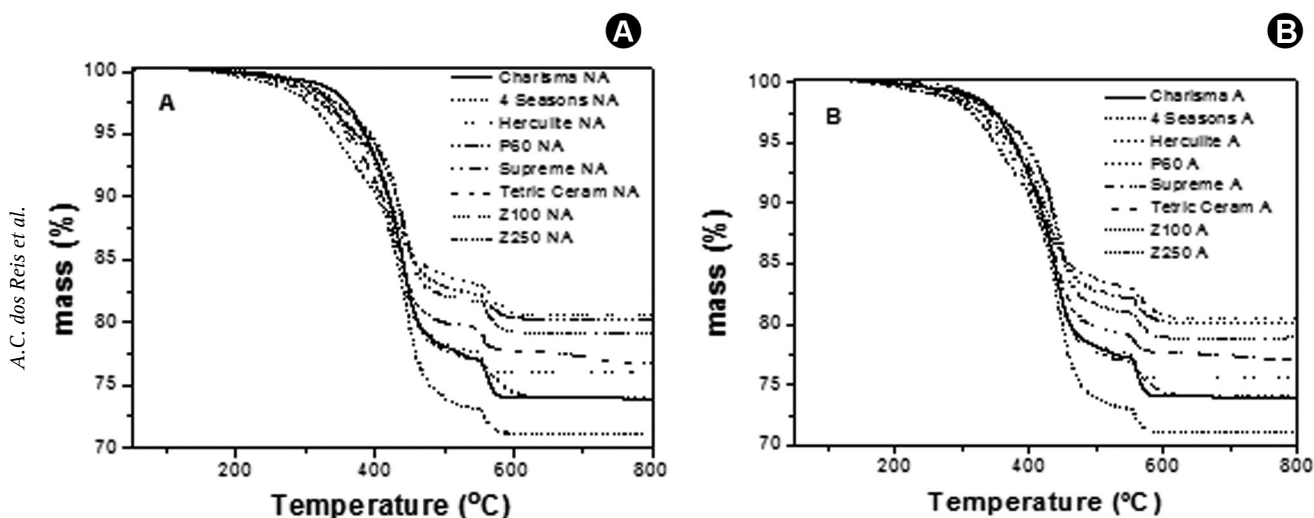 A
B
A.C. dos Reis et al.
mass (%)
100
95
90
85
80
75
70
A
Charisma NA
4 Seasons NA
Herculite NA
P60 NA
Supreme NA
Tetric Ceram NA
Z100 NA
Z250 NA
200
400
600
800
Temperature (°C)
mass (%)
100
95
90
85
80
75
70
B
Charisma A
4 Seasons A
Herculite A
P60 A
Supreme A
Tetric Ceram A
Z100 A
Z250 A
200
400
600
800
Temperature (ºC)